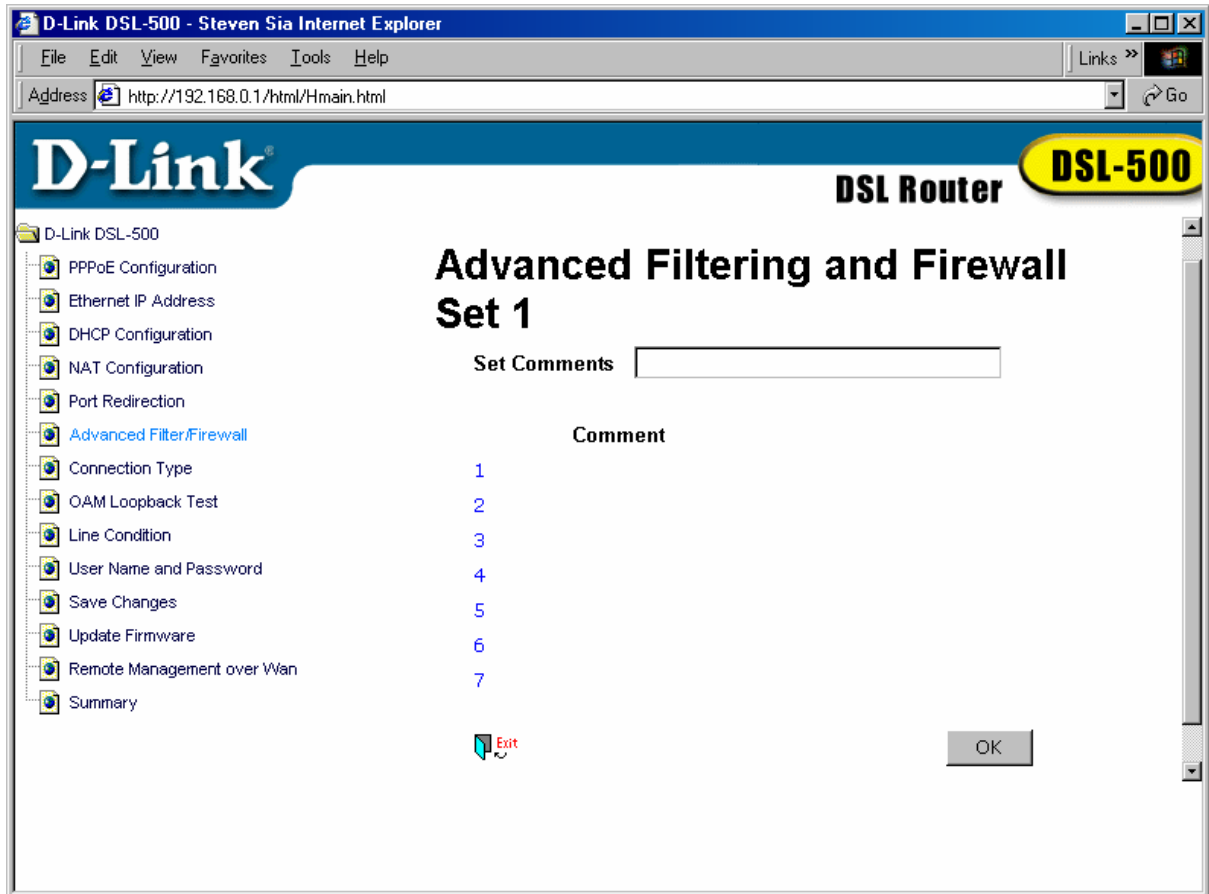 D-Link DSL-500 - Steven Sia Internet Explorer
File Edit View Favorites Tools Help Links »
Address http://192.168.0.1/html/Hmain.html Go
D-Link®
DSL Router DSL-500
D-Link DSL-500
PPPoE Configuration
Ethernet IP Address
DHCP Configuration
NAT Configuration
Port Redirection
Advanced Filter/Firewall
Connection Type
OAM Loopback Test
Line Condition
User Name and Password
Save Changes
Update Firmware
Remote Management over Wan
Summary
Advanced Filtering and Firewall
Set 1
Set Comments
Comment
1
2
3
4
5
6
7
Exit
OK